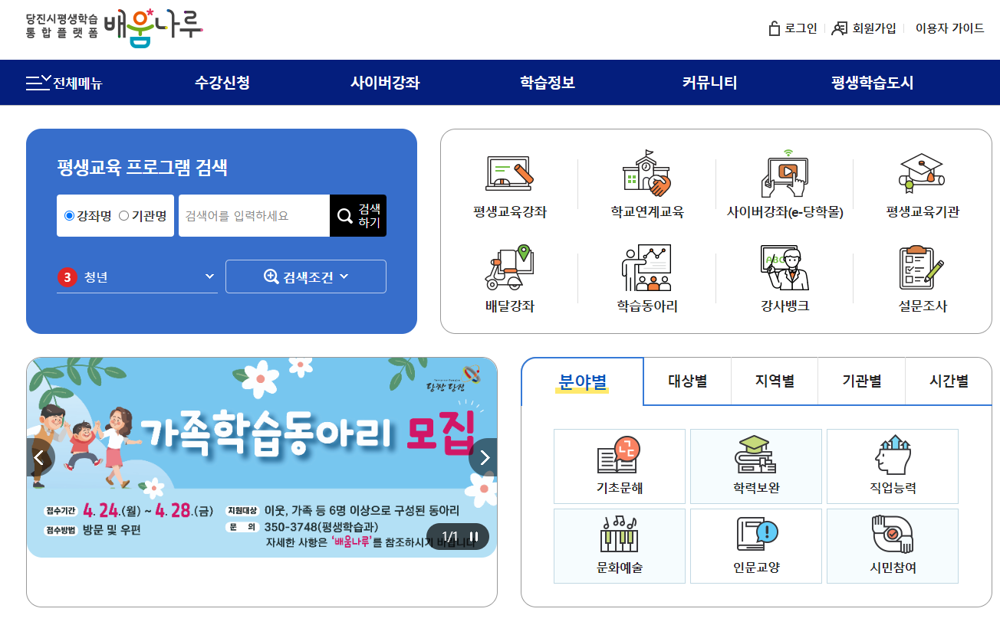 당진시평생학습
통합플랫폼
배움나루
로그인 회원가입 이용자 가이드
전체메뉴 수강신청 사이버강좌 학습정보 커뮤니티 평생학습도시
평생교육 프로그램 검색
강좌명 기관명 검색어를 입력하세요 검색
하기
3 청년 검색조건
평생교육강좌 학교연계교육 사이버강좌(e-당학몰) 평생교육기관
ABC
배달강좌 학습동아리 강사뱅크 설문조사
당찬 당진
가족학습동아리 모집
접수기간 4. 24.(월) ~ 4. 28.(금)
접수방법 방문 및 우편
지원대상 이웃, 가족 등 6명 이상으로 구성된 동아리
문 의 350-3748(평생학습과)
자세한 사항은 '배움나루'를 참조하시기 바랍니다
1/1
분야별 대상별 지역별 기관별 시간별
기초문해 학력보완 직업능력
문화예술 인문교양 시민참여